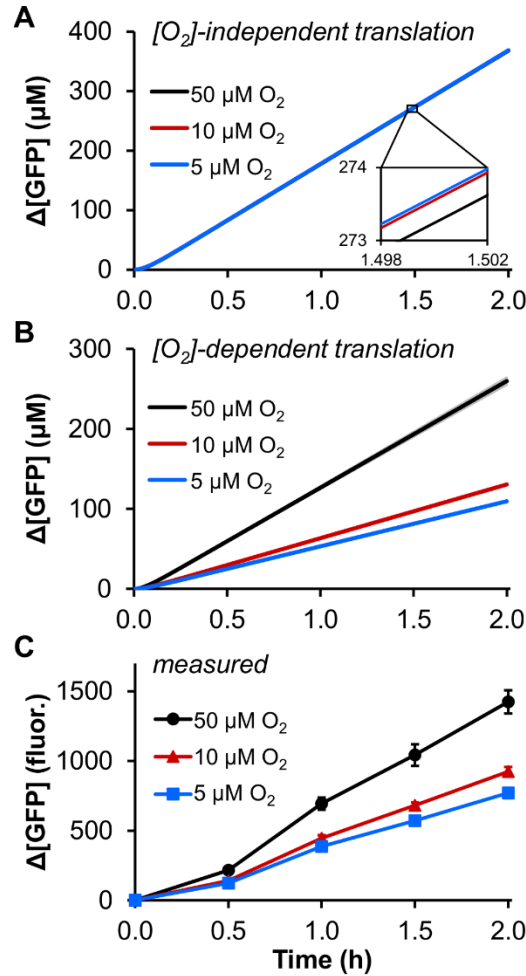 A
[O₂]-independent translation
Δ[GFP] (µM)
400
300
200
100
0
50 µM O₂
10 µM O₂
5 µM O₂
274
273
1.498
1.502
0.0
0.5
1.0
1.5
2.0
B
[O₂]-dependent translation
Δ[GFP] (µM)
300
200
100
0
50 µM O₂
10 µM O₂
5 µM O₂
0.0
0.5
1.0
1.5
2.0
C
measured
Δ[GFP] (fluor.)
1500
1000
500
0
50 µM O₂
10 µM O₂
5 µM O₂
0.0
0.5
1.0
1.5
2.0
Time (h)